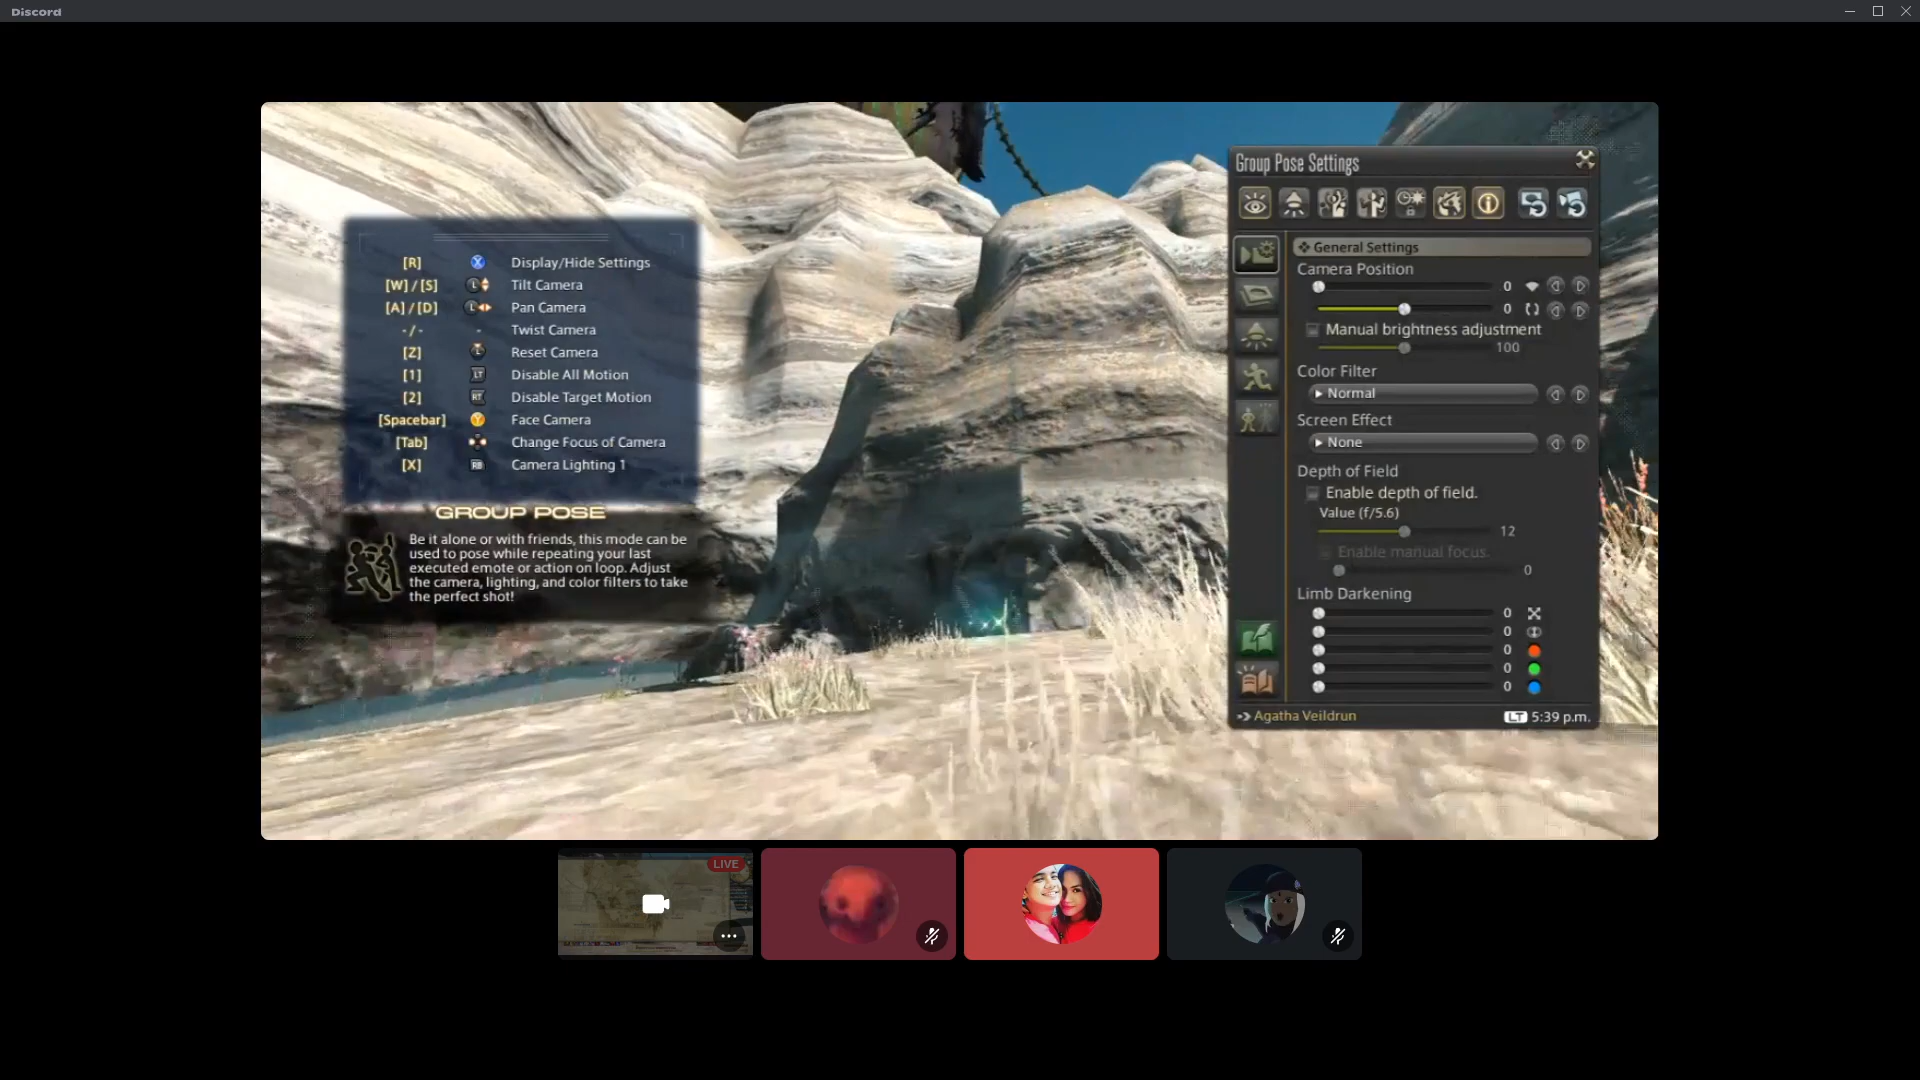 Discord
[R] X Display/Hide Settings
[W] / [S] L Tilt Camera
[A] / [D] L Pan Camera
- / - - Twist Camera
[Z] L Reset Camera
[1] LT Disable All Motion
[2] RT Disable Target Motion
[Spacebar] Y Face Camera
[Tab] Change Focus of Camera
[X] RB Camera Lighting 1
GROUP POSE
Be it alone or with friends, this mode can be
used to pose while repeating your last
executed emote or action on loop. Adjust
the camera, lighting, and color filters to take
the perfect shot!
Group Pose Settings
General Settings
Camera Position
0
0
Manual brightness adjustment
100
Color Filter
Normal
Screen Effect
None
Depth of Field
Enable depth of field.
Value (f/5.6)
12
Enable manual focus.
0
Limb Darkening
0
0
0
0
0
Agatha Veildrun LT 5:39 p.m.
LIVE